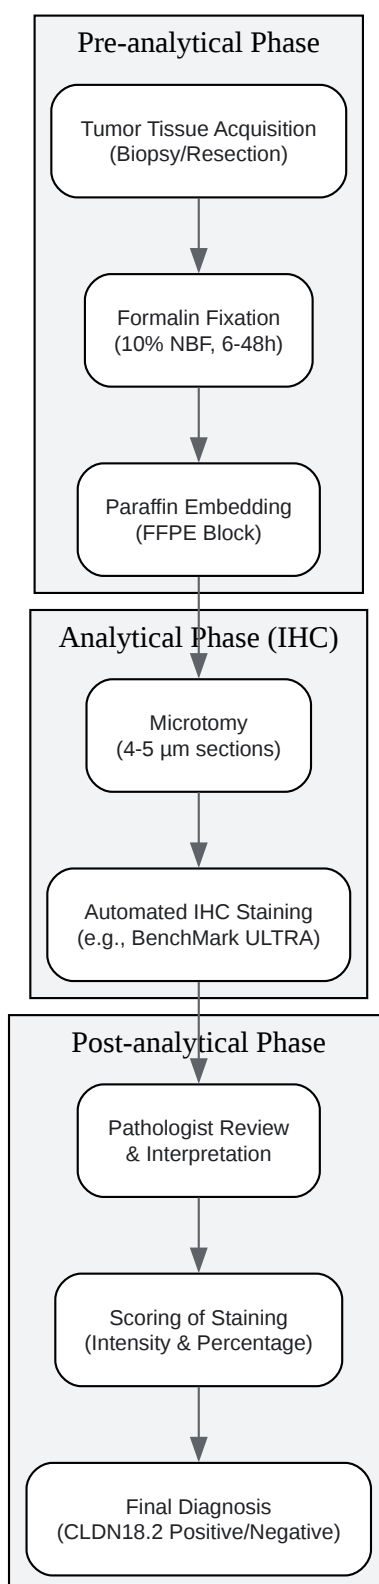 Pre-analytical Phase
Tumor Tissue Acquisition
(Biopsy/Resection)
Formalin Fixation
(10% NBF, 6-48h)
Paraffin Embedding
(FFPE Block)
Analytical Phase (IHC)
Microtomy
(4-5 µm sections)
Automated IHC Staining
(e.g., BenchMark ULTRA)
Post-analytical Phase
Pathologist Review
& Interpretation
Scoring of Staining
(Intensity & Percentage)
Final Diagnosis
(CLDN18.2 Positive/Negative)